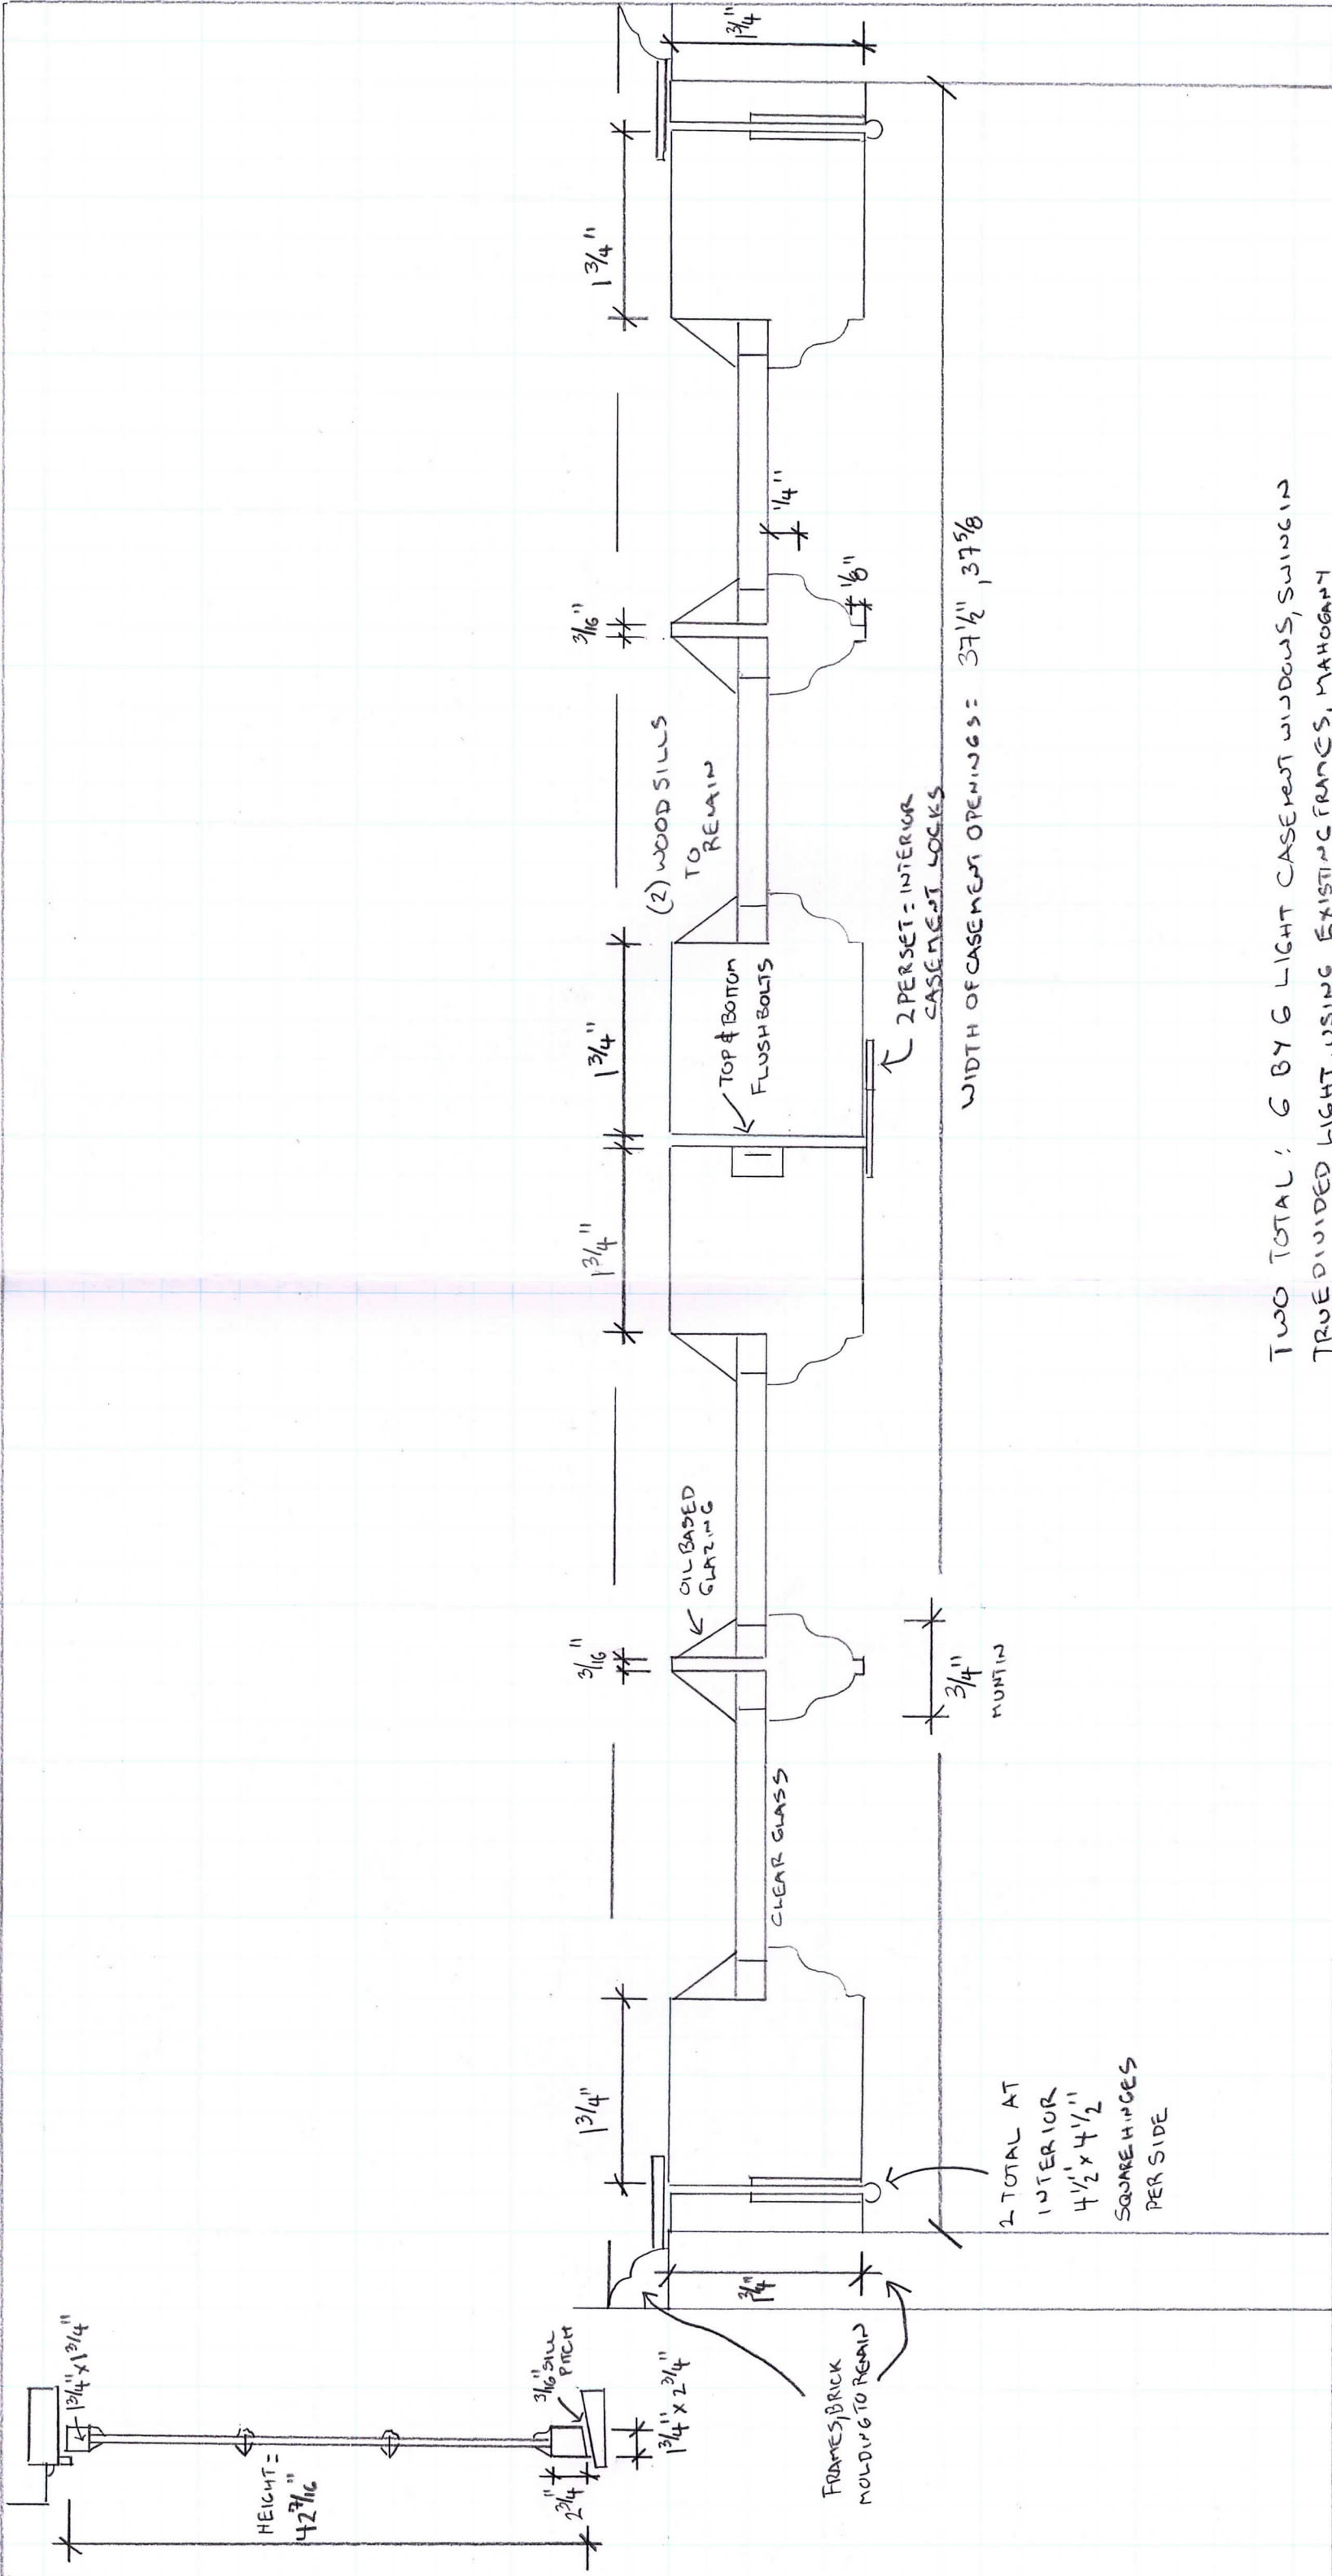 HEIGHT =
42 7/16"
1 3/4" x 1 3/4"
3/16" SILL
PITCH
2 3/4"
1 3/4" x 2 3/4"
FRAMES, BRICK
MOLDING TO REMAIN
1 3/4"
1 3/4"
2 TOTAL AT
INTERIOR
4 1/2" x 4 1/2"
SQUARE HINGES
PER SIDE
CLEAR GLASS
3/16"
OIL BASED
GLAZING
3/4"
MUNTIN
1 3/4"
1 3/4"
TOP & BOTTOM
FLUSH BOLTS
2 PER SET = INTERIOR
CASEMENT LOCKS
(2) WOOD SILLS
TO
REMAIN
3/16"
1/4"
1/8"
WIDTH OF CASEMENT OPENINGS = 37 1/2", 37 5/8
1 3/4"
1 3/4"
TWO TOTAL : 6 BY 6 LIGHT CASEMENT WINDOWS, SWING IN
TRUE DIVIDED LIGHT, USING EXISTING FRAMES, MAHOGANY